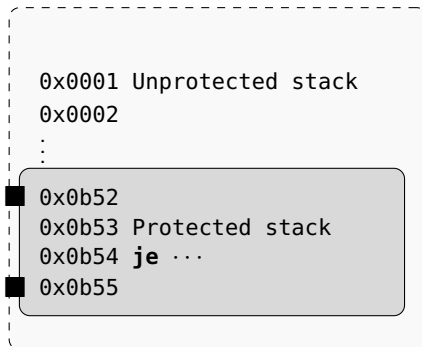 0x0001 Unprotected stack
0x0002
⋮
0x0b52
0x0b53 Protected stack
0x0b54 je ···
0x0b55